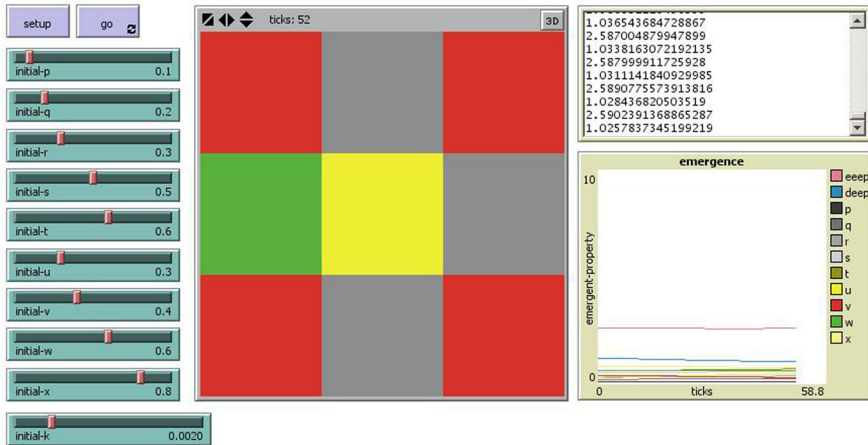 setup
go
initial-p 0.1
initial-q 0.2
initial-r 0.3
initial-s 0.5
initial-t 0.6
initial-u 0.3
initial-v 0.4
initial-w 0.6
initial-x 0.8
initial-k 0.0020
ticks: 52
3D
1.036543684728867
2.587004879947899
1.0338163072192135
2.587999911725928
1.0311141840929985
2.5890775573913816
1.028436820503519
2.5902391368865287
1.0257837345199219
emergence
10
emergent-property
0
0
ticks
58.8
eeep
deep
p
q
r
s
t
u
v
w
x